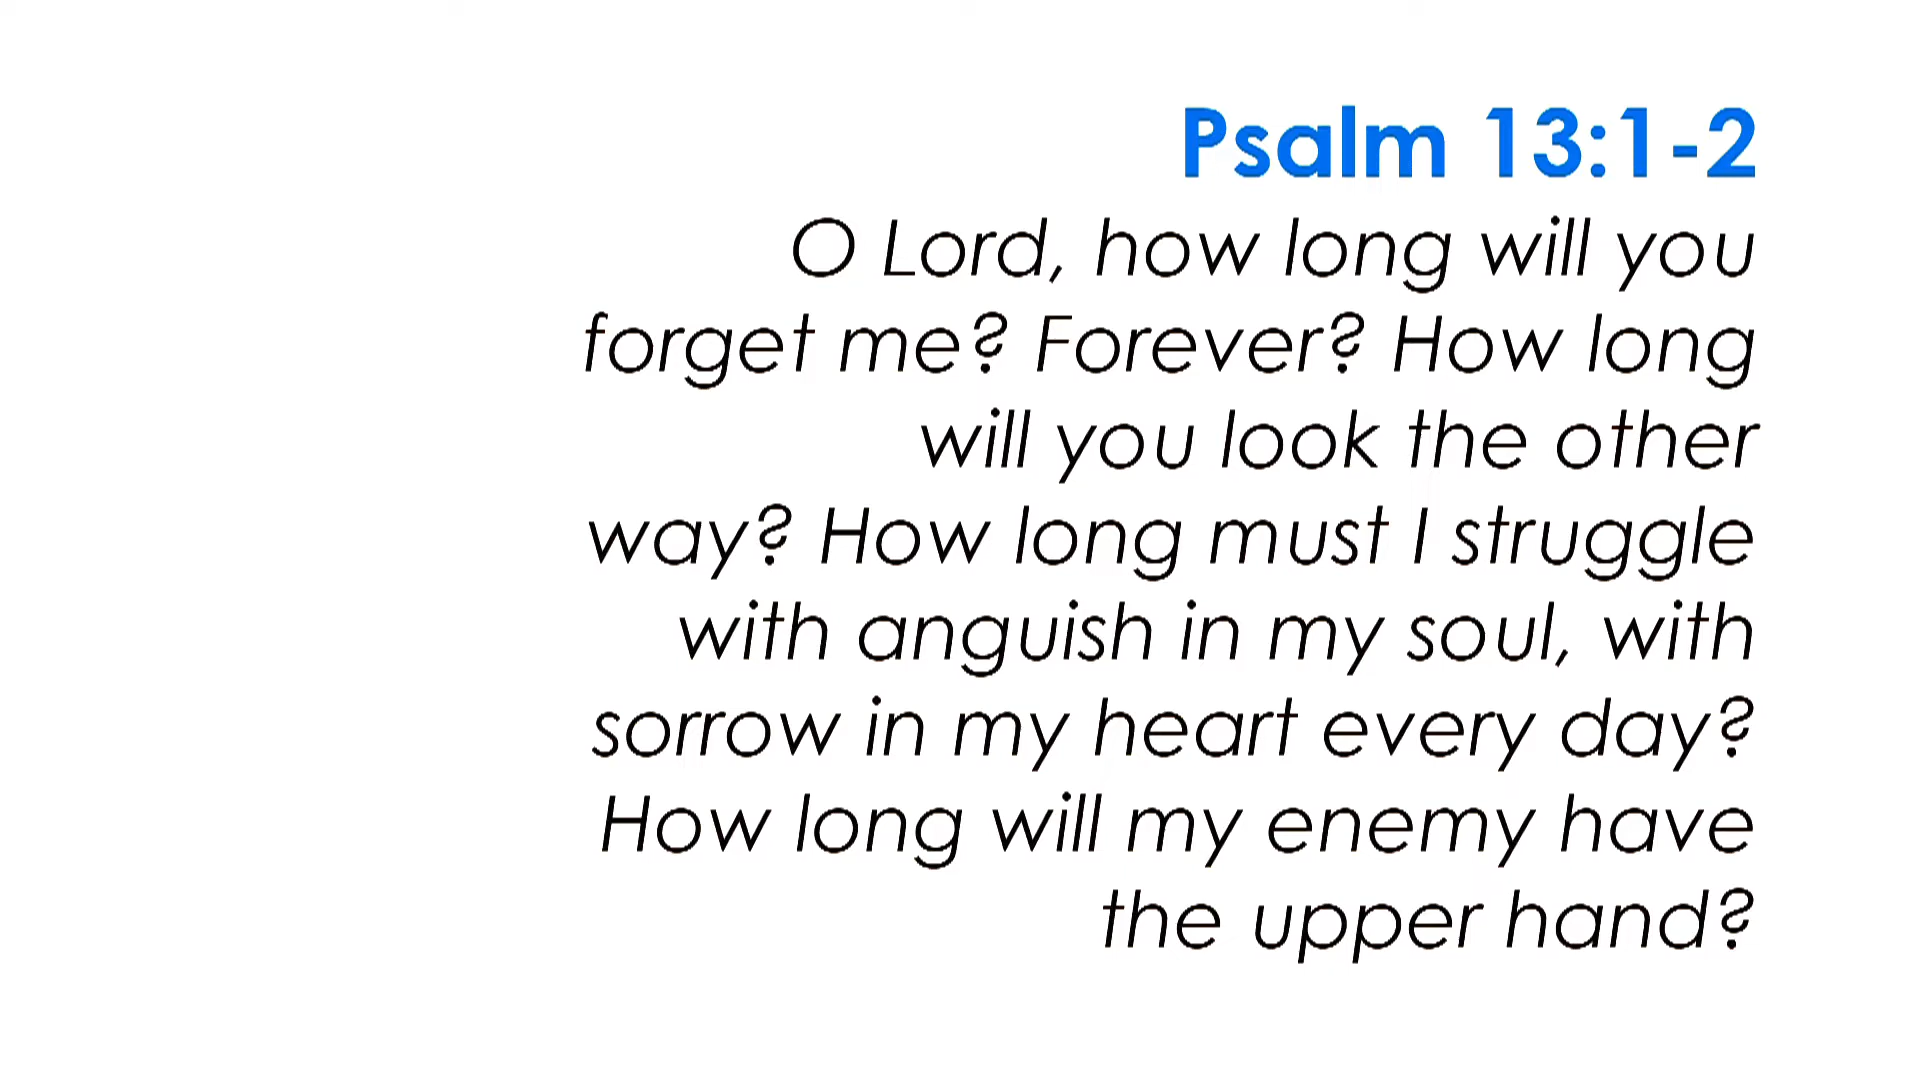 Psalm 13:1-2
O Lord, how long will you
forget me? Forever? How long
will you look the other
way? How long must I struggle
with anguish in my soul, with
sorrow in my heart every day?
How long will my enemy have
the upper hand?